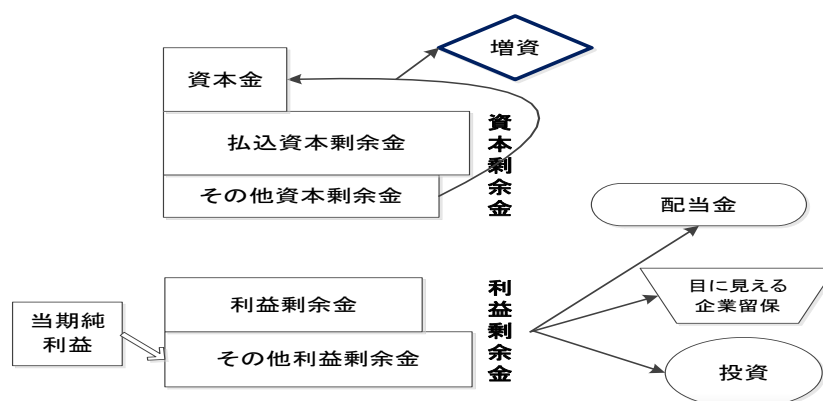 増資
資本金
払込資本剰余金
その他資本剰余金
資本剰余金
配当金
利益剰余金
その他利益剰余金
当期純
利益
利益剰余金
目に見える
企業留保
投資